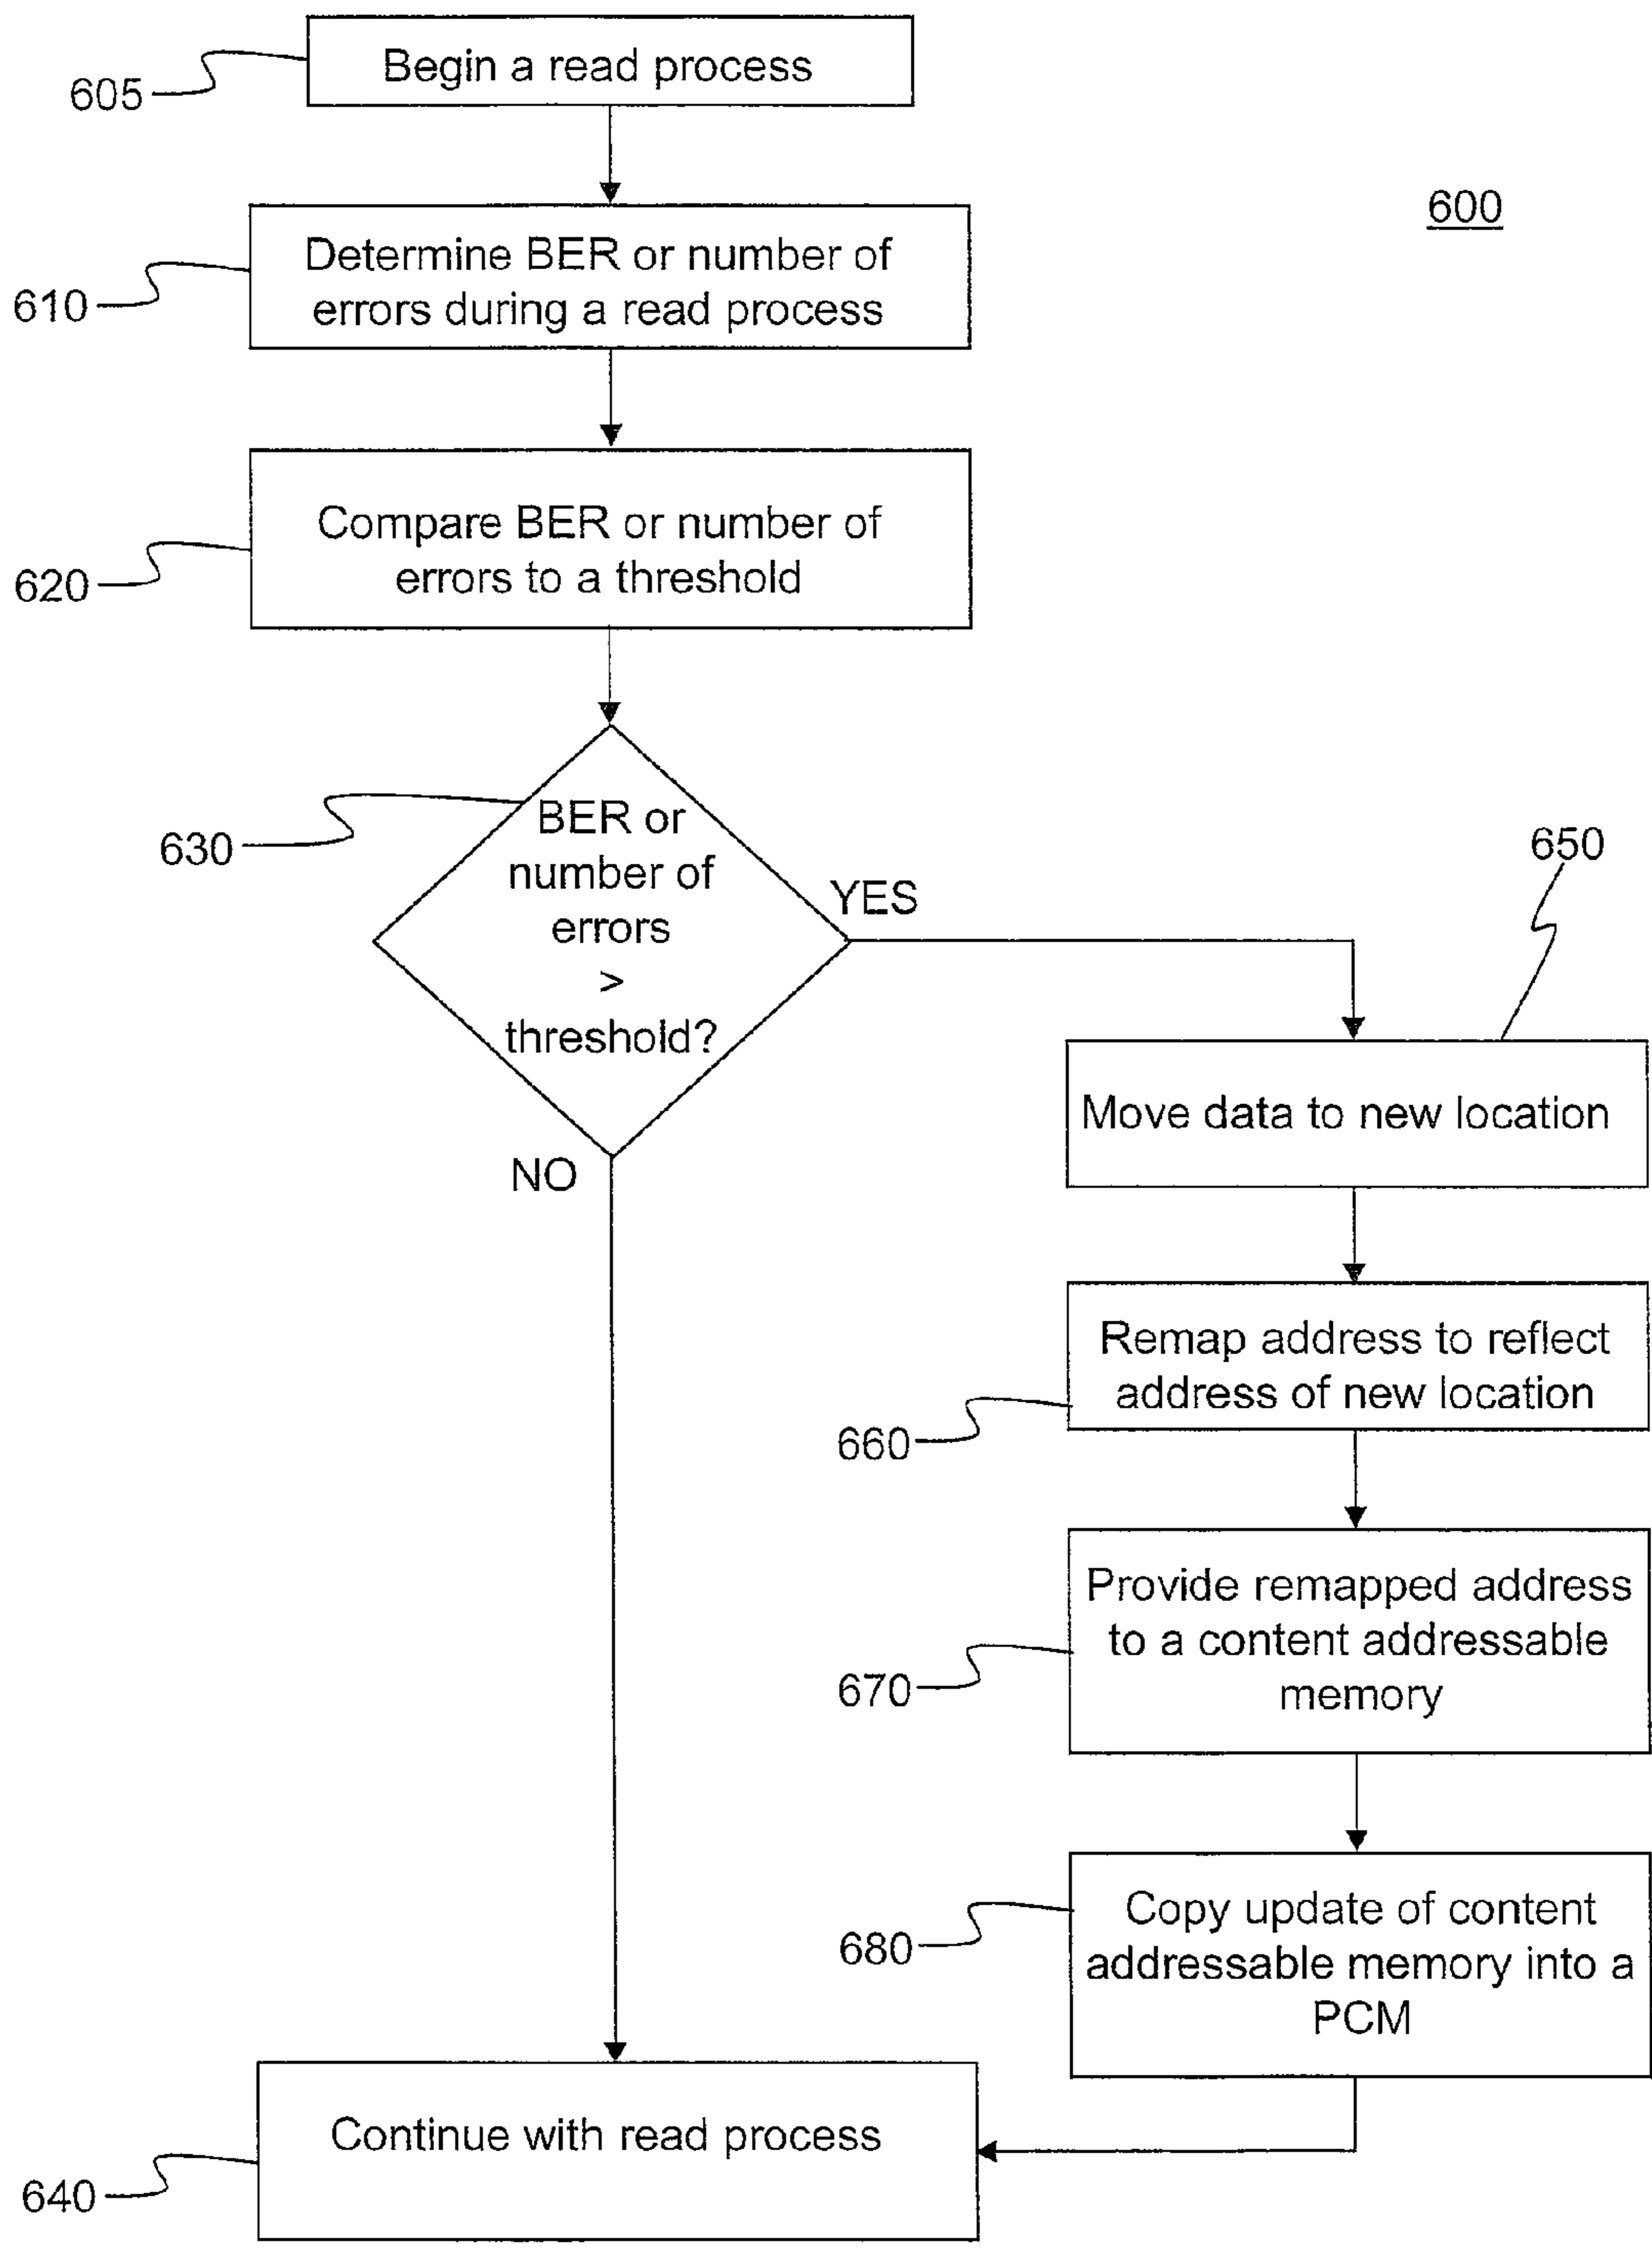 Begin a read process
605
600
Determine BER or number of
errors during a read process
610
Compare BER or number of
errors to a threshold
620
BER or
number of
errors
>
threshold?
630
YES
NO
650
Move data to new location
Remap address to reflect
address of new location
660
Provide remapped address
to a content addressable
memory
670
Copy update of content
addressable memory into a
PCM
680
Continue with read process
640